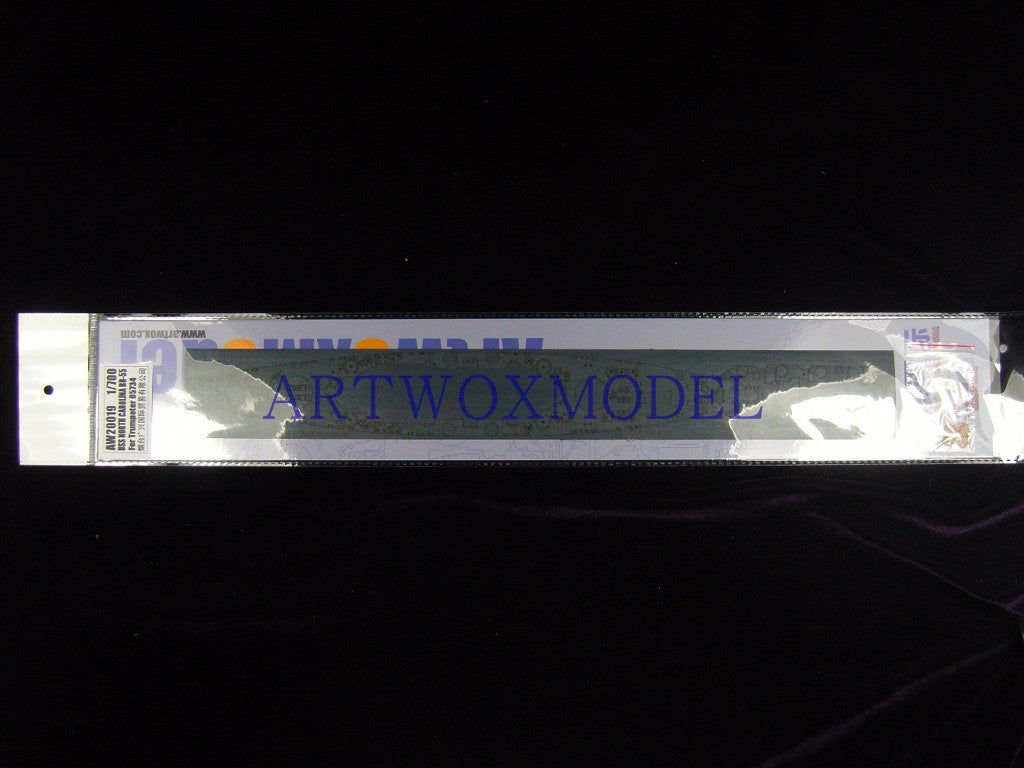 www.artwox.com
ARTWOXMODEL
AW20019 1/700
USS NORTH CAROLINA BB-55
For Trumpeter 05734